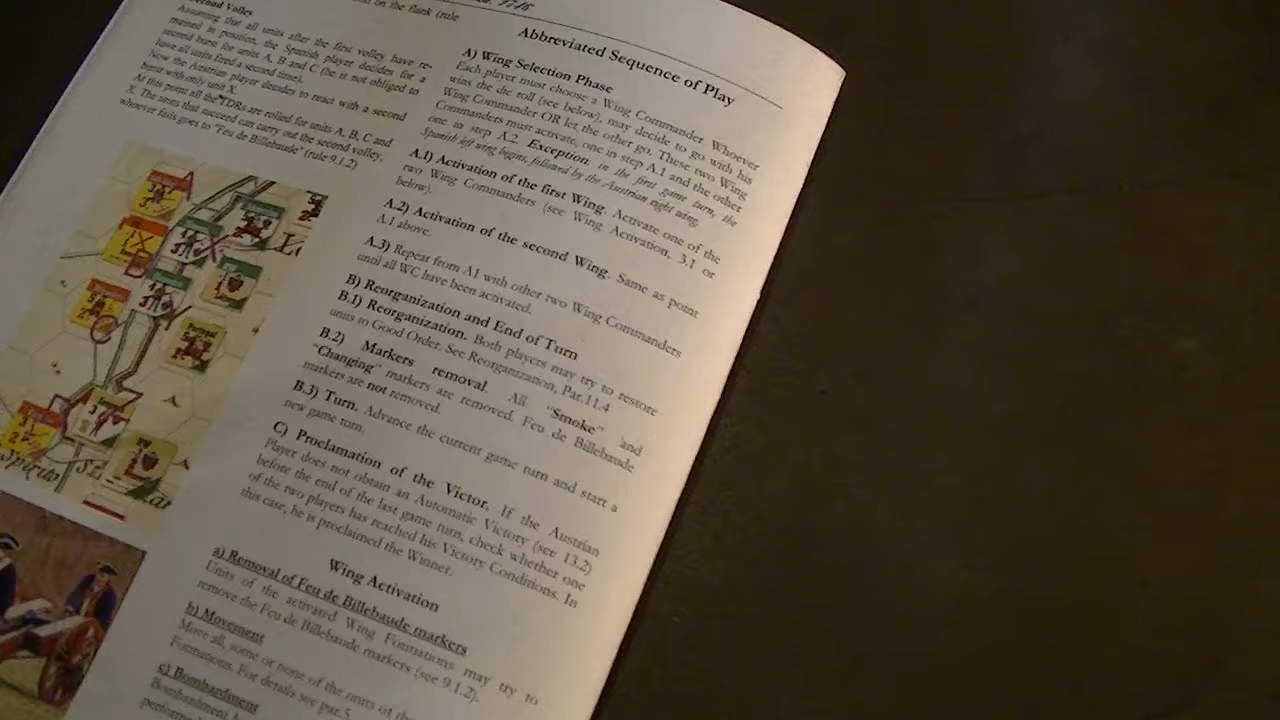 on the flank (rule
Second Volley
Assuming that all units after the first volley have re-
mained in position, the Spanish player decides for a
second burst for units A, B and C (he is not obliged to
have all units fired a second time).
Now the Austrian player decides to react with a second
burst with only unit X.
At this point all the TDRs are rolled for units A, B, C and
X. The units that succeed can carry out the second volley,
whoever fails goes to "Feu de Billebaude" (rule 9.1.2)
A
X
B
C
Y
Portugal
Spirito
Abbreviated Sequence of Play
A) Wing Selection Phase
Each player must choose a Wing Commander. Whoever
wins the die roll (see below), may decide to go with his
Wing Commander OR let the other go. These two Wing
Commanders must activate, one in step A.1 and the other
one in step A.2. Exception: in the first game turn, the
Spanish left wing begins, followed by the Austrian right wing.
A.1) Activation of the first Wing. Activate one of the
two Wing Commanders (see Wing Activation, 3.1 or
below).
A.2) Activation of the second Wing. Same as point
A.1 above.
A.3) Repeat from A1 with other two Wing Commanders
until all WC have been activated.
B) Reorganization and End of Turn
B.1) Reorganization. Both players may try to restore
units to Good Order. See Reorganization, Par.11.4
B.2) Markers removal. All "Smoke" and
"Changing" markers are removed. Feu de Billebaude
markers are not removed.
B.3) Turn. Advance the current game turn and start a
new game turn.
C) Proclamation of the Victor. If the Austrian
Player does not obtain an Automatic Victory (see 13.2)
before the end of the last game turn, check whether one
of the two players has reached his Victory Conditions. In
this case, he is proclaimed the Winner.
Wing Activation
a) Removal of Feu de Billebaude markers
Units of the activated Wing Formations may try to
remove the Feu de Billebaude markers (see 9.1.2).
b) Movement
Move all, some or none of the units of the
Formations. For details see par.5.
c) Bombardment
Bombardment